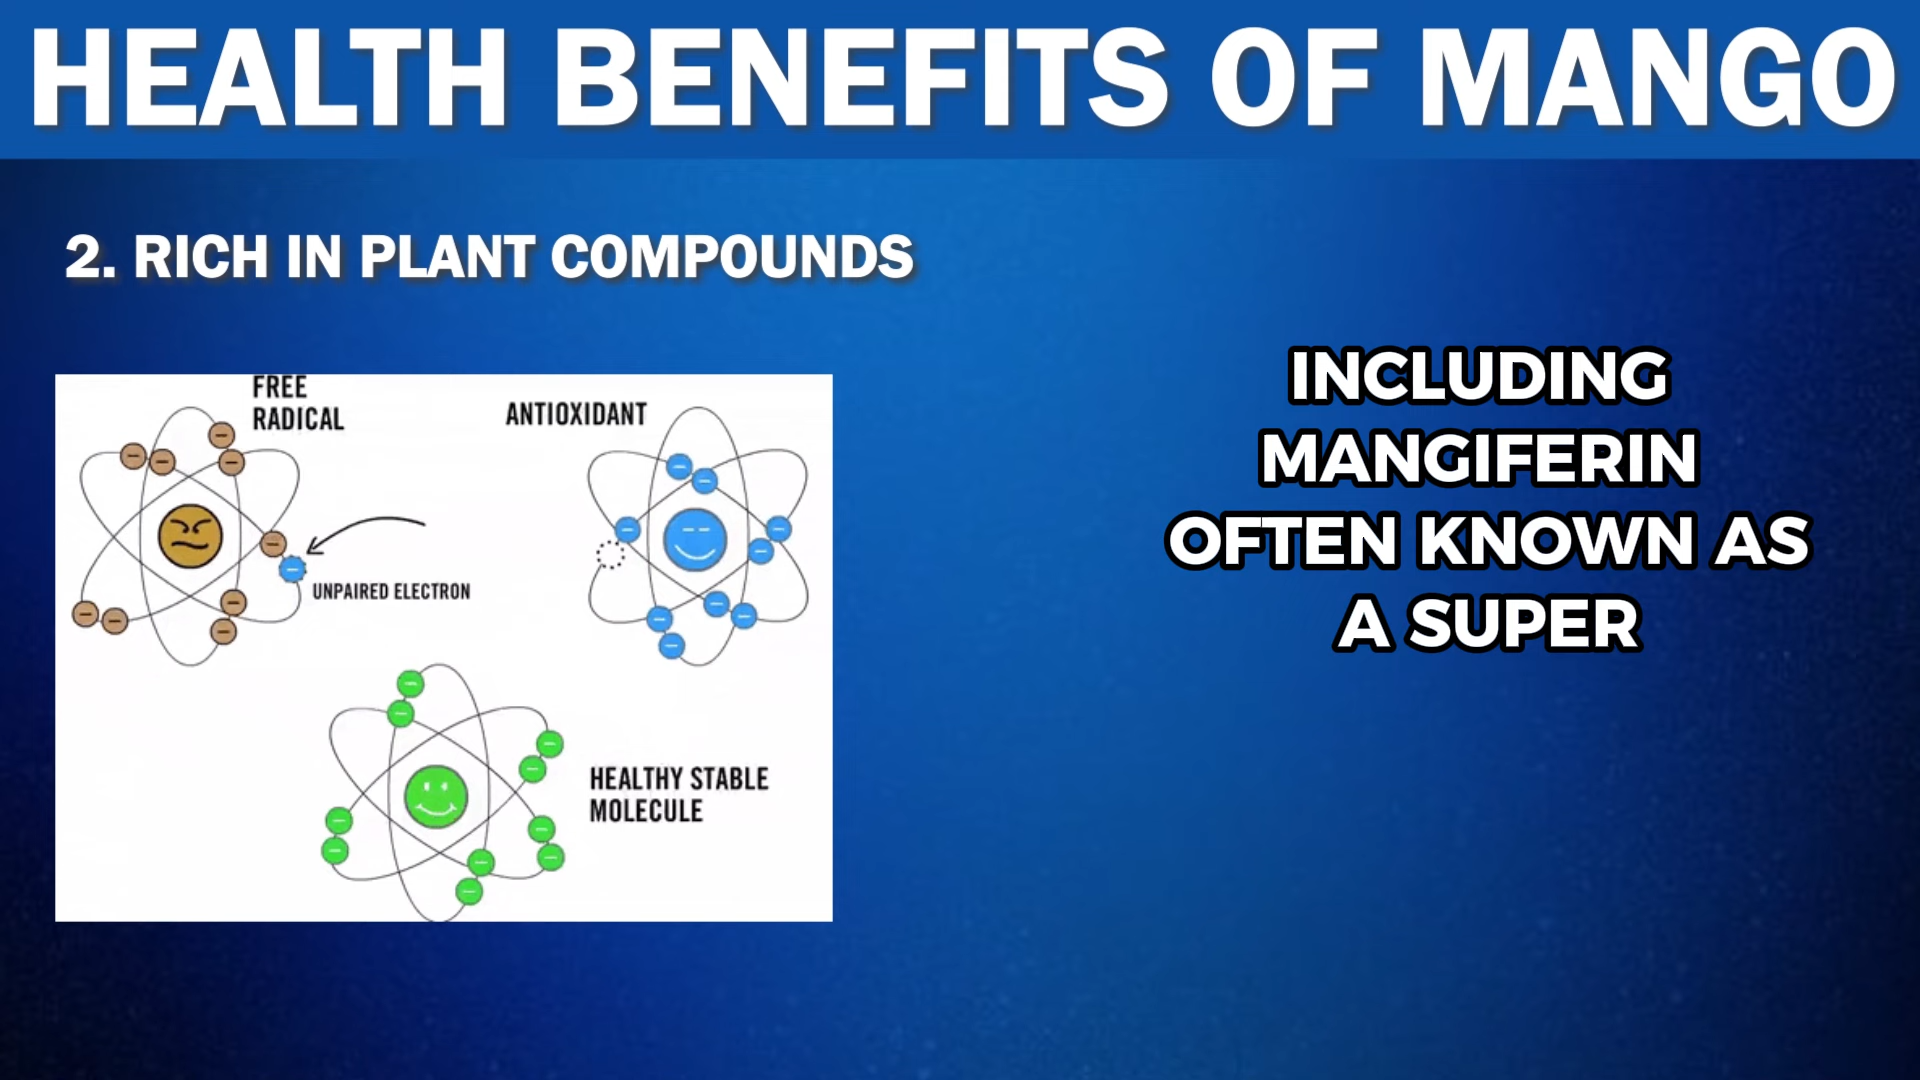 HEALTH BENEFITS OF MANGO
2. RICH IN PLANT COMPOUNDS
FREE
RADICAL
ANTIOXIDANT
UNPAIRED ELECTRON
HEALTHY STABLE
MOLECULE
INCLUDING
MANGIFERIN
OFTEN KNOWN AS
A SUPER